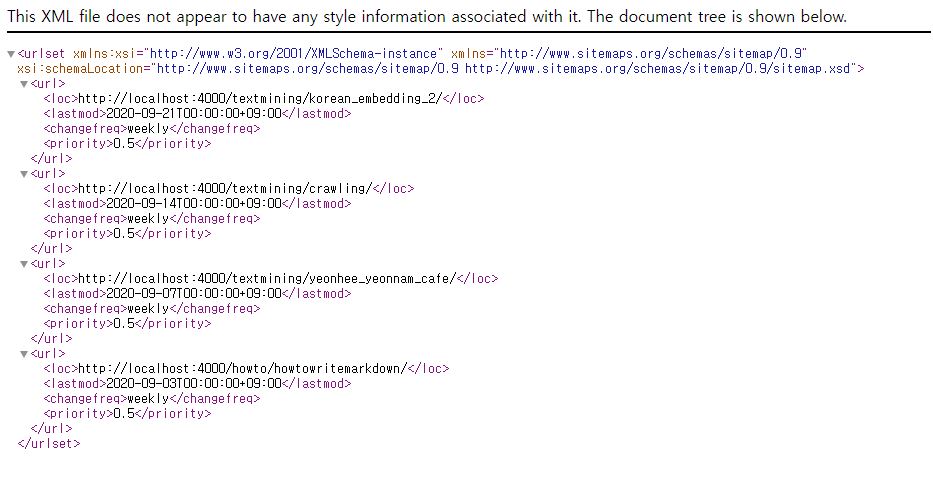 This XML file does not appear to have any style information associated with it. The document tree is shown below.
▼<urlset xmlns:xsi="http://www.w3.org/2001/XMLSchema-instance" xmlns="http://www.sitemaps.org/schemas/sitemap/0.9"
xsi:schemaLocation="http://www.sitemaps.org/schemas/sitemap/0.9 http://www.sitemaps.org/schemas/sitemap/0.9/sitemap.xsd">
▼<url>
<loc>http://localhost:4000/textmining/korean_embedding_2/</loc>
<lastmod>2020-09-21T00:00:00+09:00</lastmod>
<changefreq>weekly</changefreq>
<priority>0.5</priority>
</url>
▼<url>
<loc>http://localhost:4000/textmining/crawling/</loc>
<lastmod>2020-09-14T00:00:00+09:00</lastmod>
<changefreq>weekly</changefreq>
<priority>0.5</priority>
</url>
▼<url>
<loc>http://localhost:4000/textmining/yeonhee_yeonnam_cafe/</loc>
<lastmod>2020-09-07T00:00:00+09:00</lastmod>
<changefreq>weekly</changefreq>
<priority>0.5</priority>
</url>
▼<url>
<loc>http://localhost:4000/howto/howtowritemarkdown/</loc>
<lastmod>2020-09-03T00:00:00+09:00</lastmod>
<changefreq>weekly</changefreq>
<priority>0.5</priority>
</url>
</urlset>